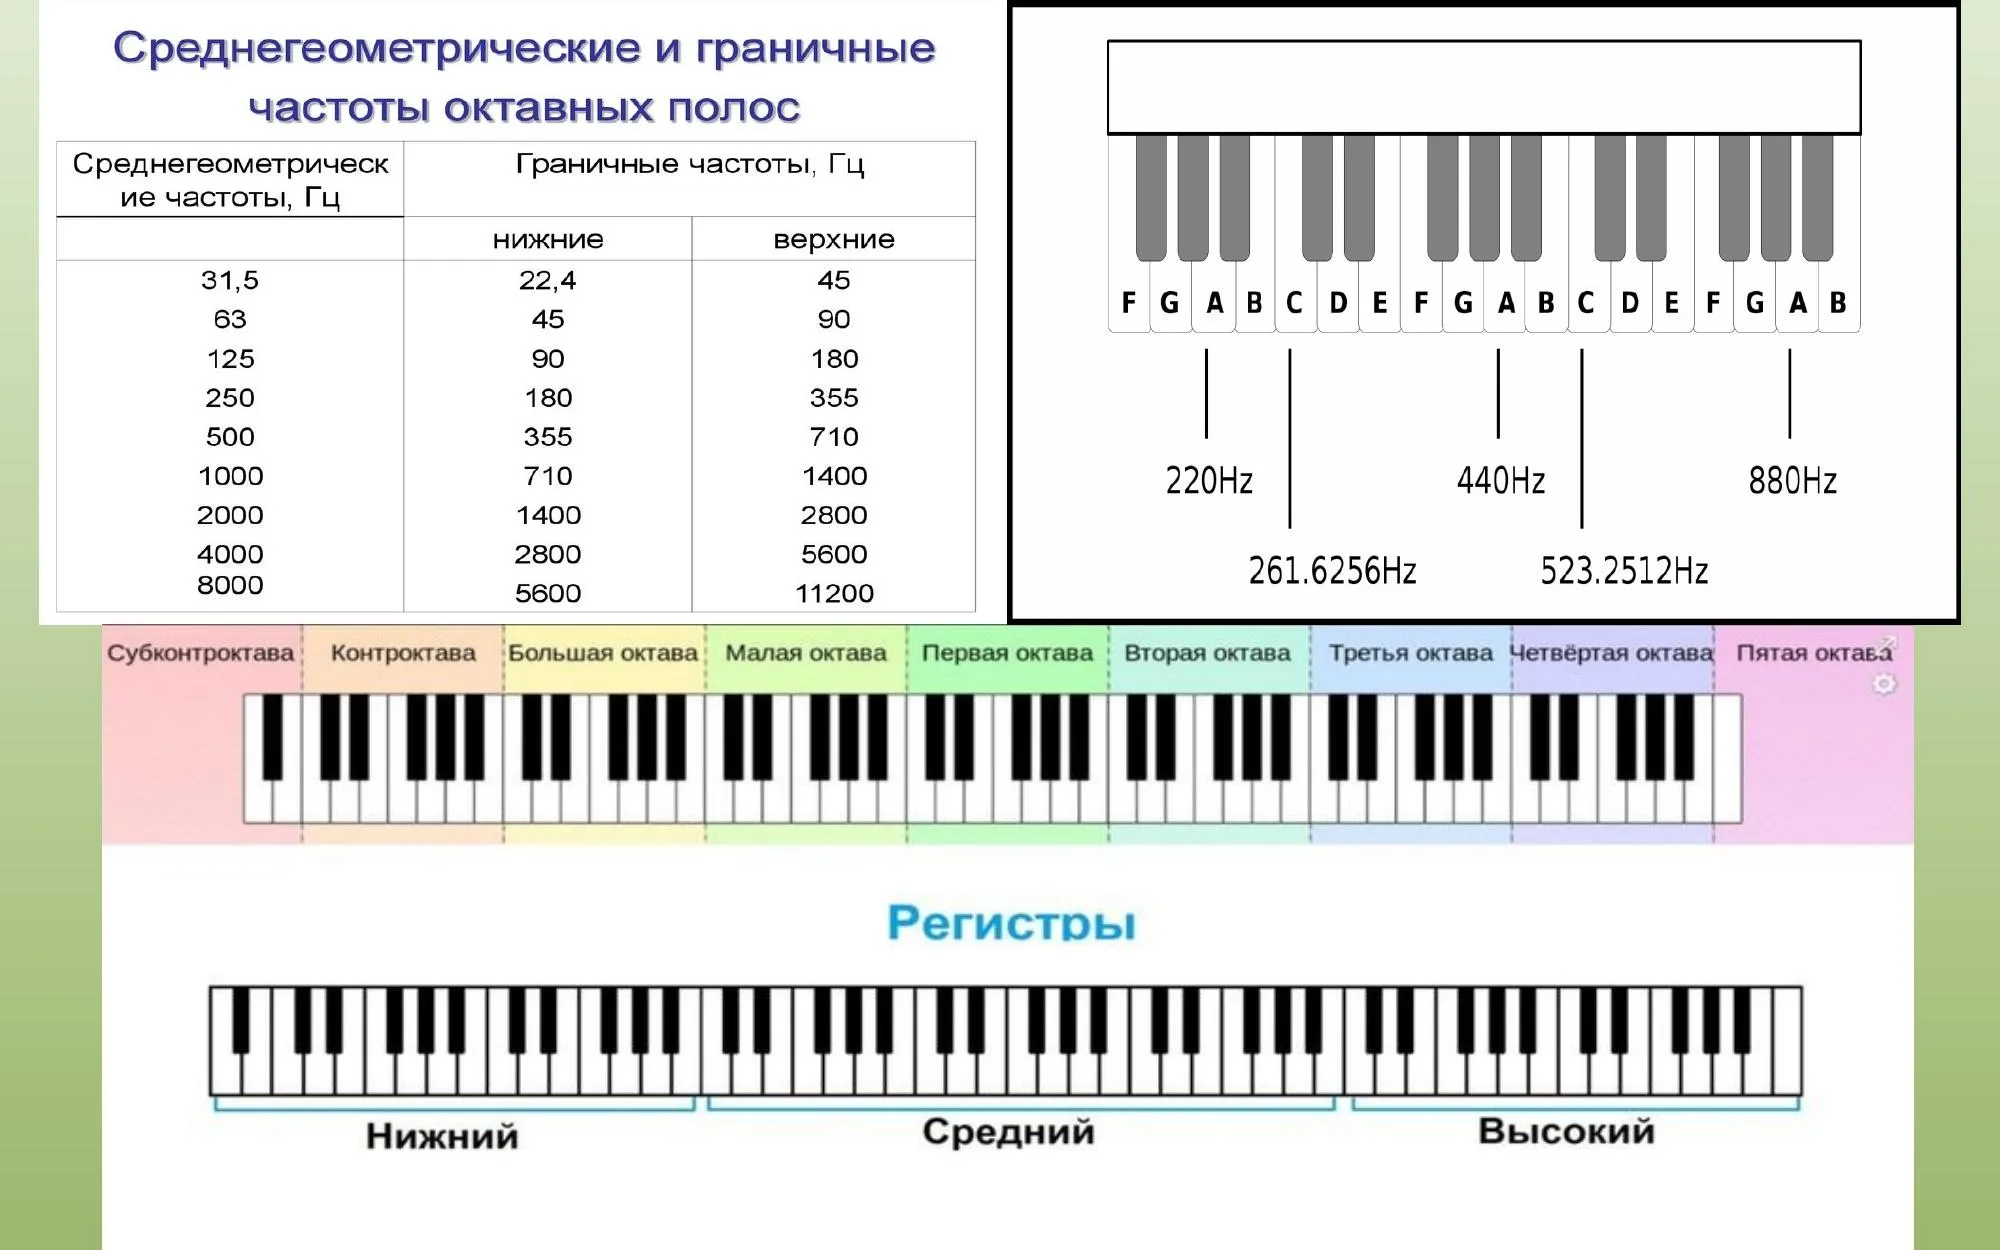 Среднегеометрические и граничные
частоты октавных полос
Среднегеометрическ
ие частоты, Гц
Граничные частоты, Гц
нижние верхние
31,5 22,4 45
63 45 90
125 90 180
250 180 355
500 355 710
1000 710 1400
2000 1400 2800
4000 2800 5600
8000 5600 11200
F G A B C D E F G A B C D E F G A B
220Hz 440Hz 880Hz
261.6256Hz 523.2512Hz
Субконтроктава Контроктава Большая октава Малая октава Первая октава Вторая октава Третья октава Четвёртая октава Пятая октава
Регистры
Нижний Средний Высокий